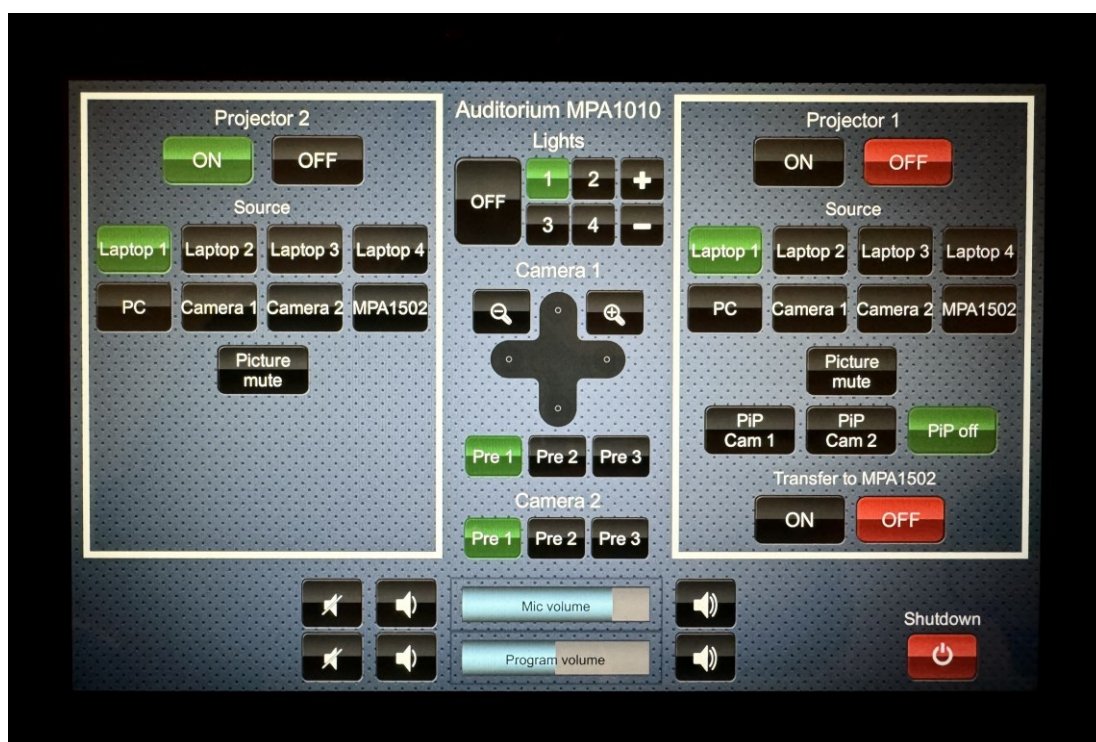 Projector 2
ON OFF
Source
Laptop 1 Laptop 2 Laptop 3 Laptop 4
PC Camera 1 Camera 2 MPA1502
Picture
mute
Auditorium MPA1010
Lights
OFF
1 2 +
3 4 −
Camera 1
Pre 1 Pre 2 Pre 3
Camera 2
Pre 1 Pre 2 Pre 3
Projector 1
ON OFF
Source
Laptop 1 Laptop 2 Laptop 3 Laptop 4
PC Camera 1 Camera 2 MPA1502
Picture
mute
PiP
Cam 1
PiP
Cam 2
PiP off
Transfer to MPA1502
ON OFF
Mic volume
Program volume
Shutdown